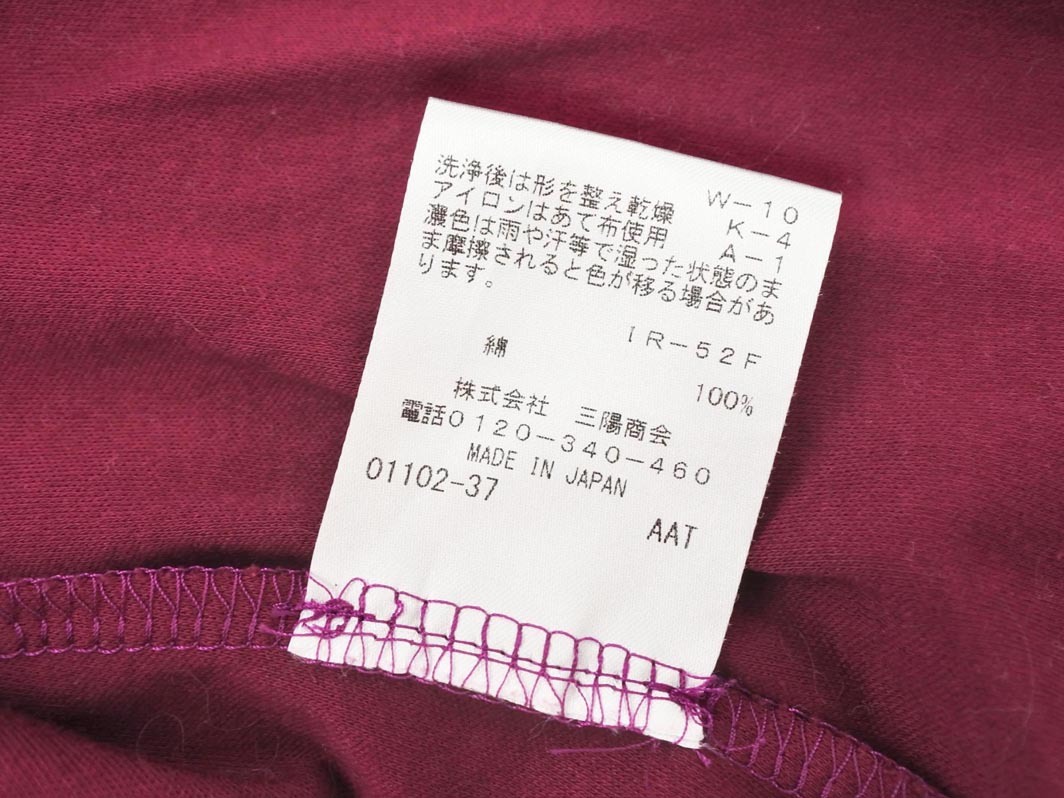 洗浄後は形を整え乾燥 W－10
アイロンはあて布使用 K－4
濃色は雨や汗等で湿った状態のま A－1
ま摩擦されると色が移る場合があ
ります。
IR－52F
綿 100%
株式会社 三陽商会
電話0120－340－460
MADE IN JAPAN
01102-37
AAT